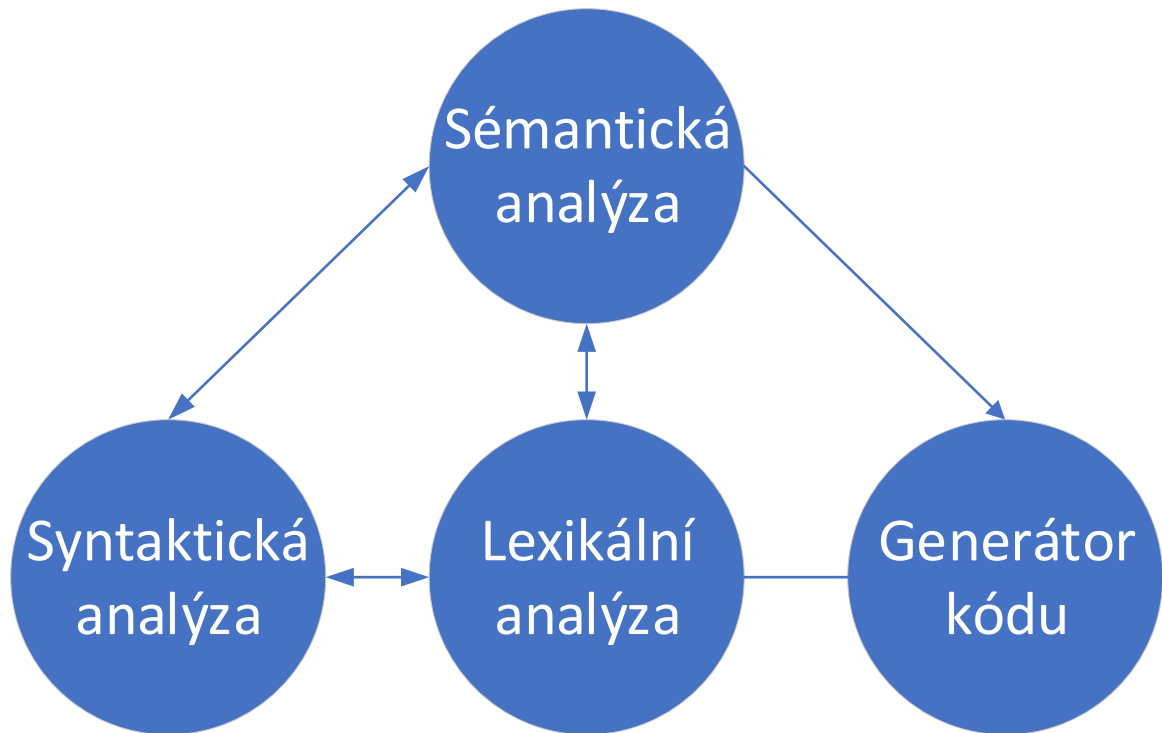 Sémantická
analýza
Syntaktická
analýza
Lexikální
analýza
Generátor
kódu